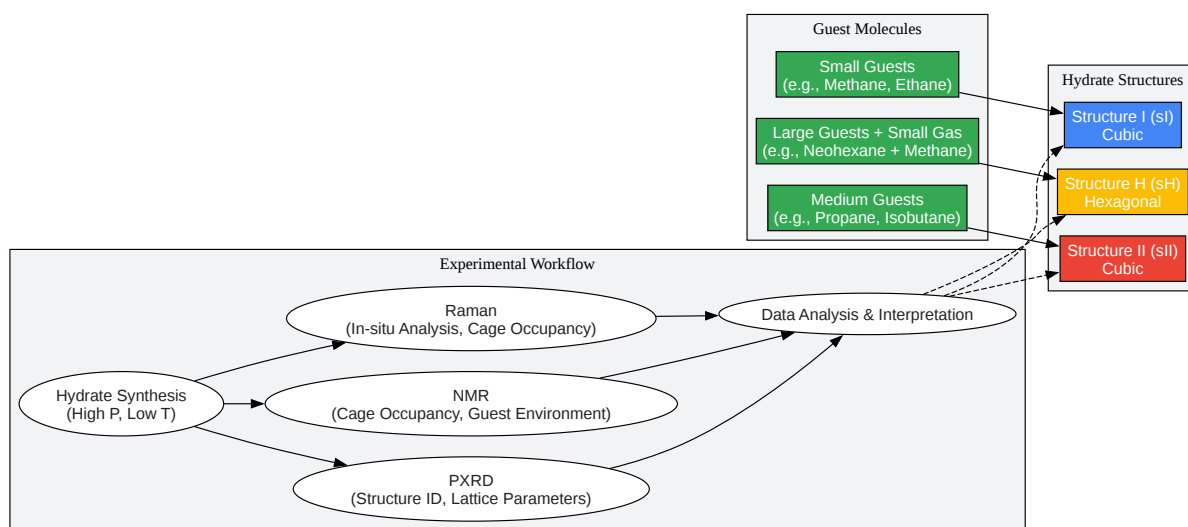 Guest Molecules
Small Guests
(e.g., Methane, Ethane)
Large Guests + Small Gas
(e.g., Neohexane + Methane)
Medium Guests
(e.g., Propane, Isobutane)
Hydrate Structures
Structure I (sI)
Cubic
Structure H (sH)
Hexagonal
Structure II (sII)
Cubic
Experimental Workflow
Hydrate Synthesis
(High P, Low T)
Raman
(In-situ Analysis, Cage Occupancy)
NMR
(Cage Occupancy, Guest Environment)
PXRD
(Structure ID, Lattice Parameters)
Data Analysis & Interpretation